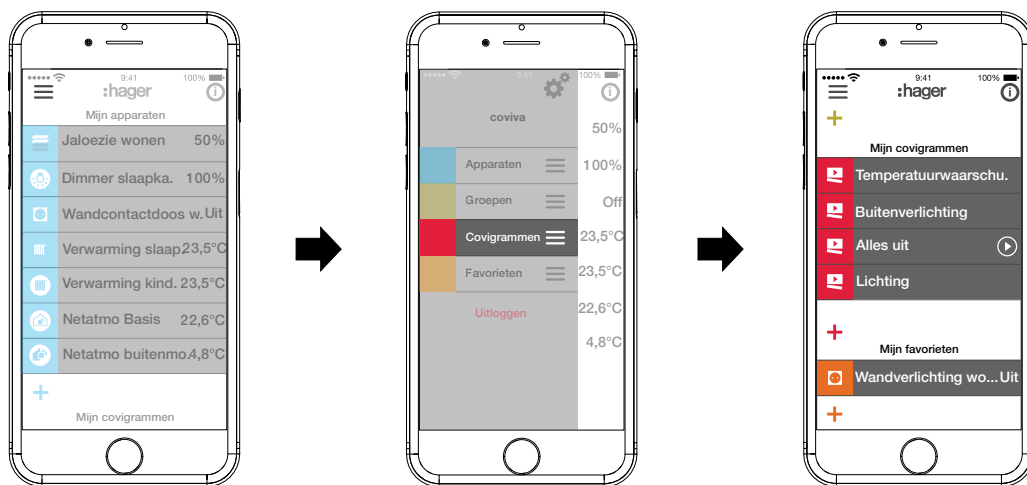 9:41 100%
:hager
Mijn apparaten
Jaloezie wonen 50%
Dimmer slaapka. 100%
Wandcontactdoos w. Uit
Verwarming slaap. 23,5°C
Verwarming kind. 23,5°C
Netatmo Basis 22,6°C
Netatmo buitenmo. 4,8°C
+
Mijn covigrammen
9:41 100%
coviva
50%
Apparaten 100%
Groepen Off
Covigrammen 23,5°C
Favorieten 23,5°C
22,6°C
Uitloggen
4,8°C
9:41 100%
:hager
+
Mijn covigrammen
Temperatuurwaarschu.
Buitenverlichting
Alles uit
Lichting
+
Mijn favorieten
Wandverlichting wo... Uit
+